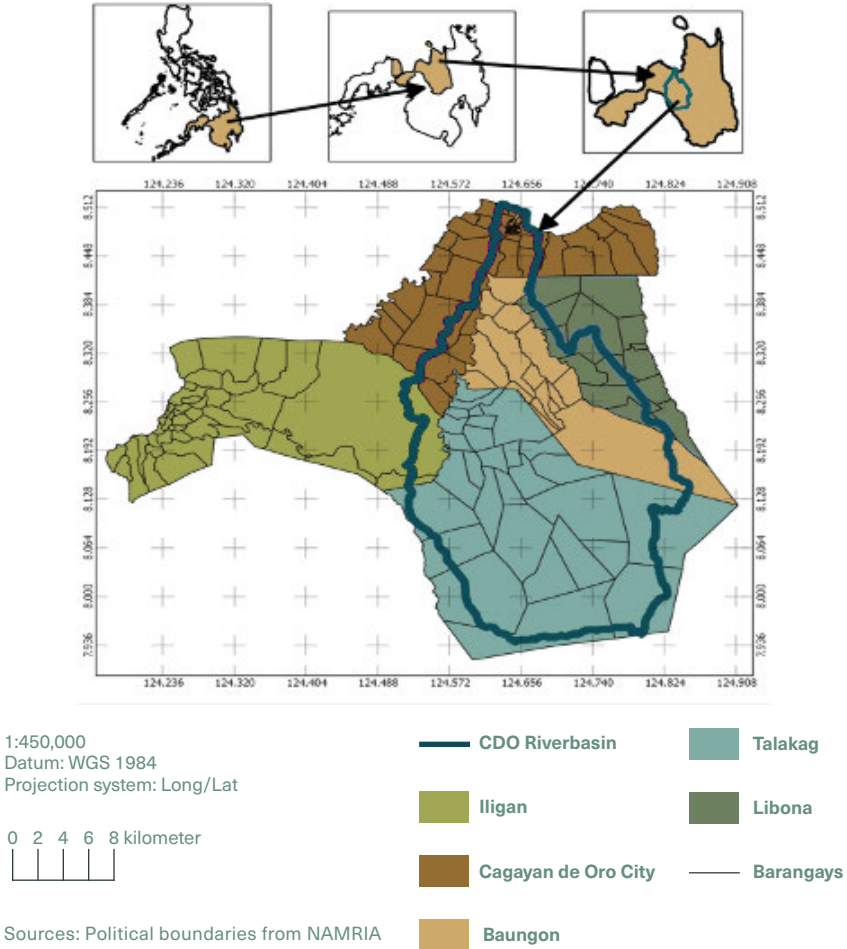 124.236 124.320 124.404 124.488 124.572 124.656 124.740 124.824 124.908
8.512 8.512
8.448 8.448
8.384 8.384
8.320 8.320
8.256 8.256
8.192 8.192
8.128 8.128
8.064 8.064
8.000 8.000
7.936 7.936
124.236 124.320 124.404 124.488 124.572 124.656 124.740 124.824 124.908
1:450,000
Datum: WGS 1984
Projection system: Long/Lat
0 2 4 6 8 kilometer
Sources: Political boundaries from NAMRIA
CDO Riverbasin
Iligan
Cagayan de Oro City
Baungon
Talakag
Libona
Barangays